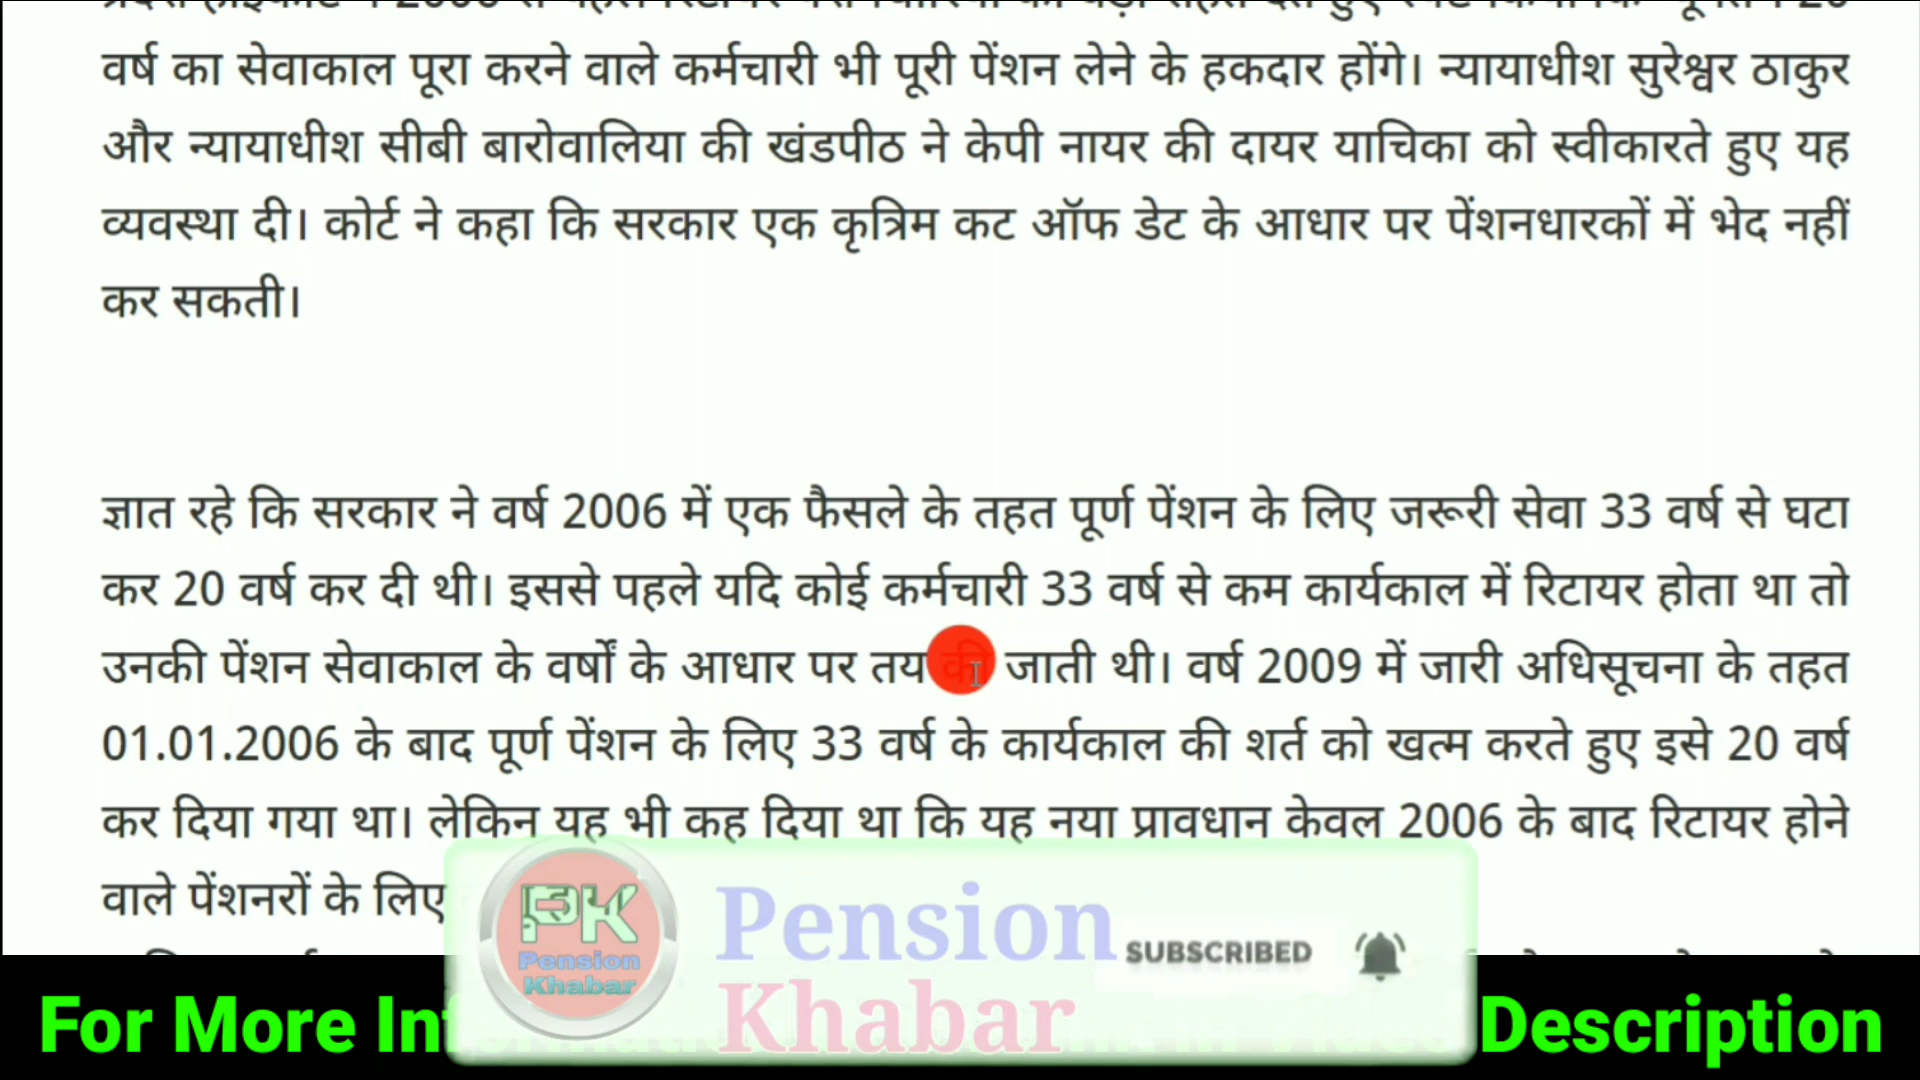 वर्ष का सेवाकाल पूरा करने वाले कर्मचारी भी पूरी पेंशन लेने के हकदार होंगे। न्यायाधीश सुरेश्वर ठाकुर
और न्यायाधीश सीबी बारोवालिया की खंडपीठ ने केपी नायर की दायर याचिका को स्वीकारते हुए यह
व्यवस्था दी। कोर्ट ने कहा कि सरकार एक कृत्रिम कट ऑफ डेट के आधार पर पेंशनधारकों में भेद नहीं
कर सकती।
ज्ञात रहे कि सरकार ने वर्ष 2006 में एक फैसले के तहत पूर्ण पेंशन के लिए जरूरी सेवा 33 वर्ष से घटा
कर 20 वर्ष कर दी थी। इससे पहले यदि कोई कर्मचारी 33 वर्ष से कम कार्यकाल में रिटायर होता था तो
उनकी पेंशन सेवाकाल के वर्षों के आधार पर तय की जाती थी। वर्ष 2009 में जारी अधिसूचना के तहत
01.01.2006 के बाद पूर्ण पेंशन के लिए 33 वर्ष के कार्यकाल की शर्त को खत्म करते हुए इसे 20 वर्ष
कर दिया गया था। लेकिन यह भी कह दिया था कि यह नया प्रावधान केवल 2006 के बाद रिटायर होने
वाले पेंशनरों के लिए
PK
Pension
Khabar
Pension
Khabar
SUBSCRIBED
For More
Description